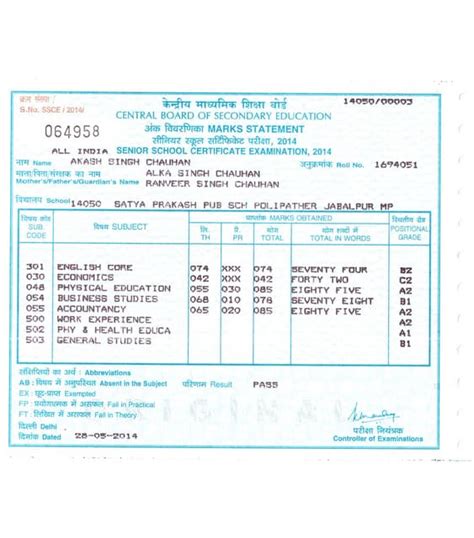 क्रम संख्या / केन्द्रीय माध्यमिक शिक्षा बोर्ड 14050/00003
S.No. SSCE / 2014/ CENTRAL BOARD OF SECONDARY EDUCATION
064958 अंक विवरणिका MARKS STATEMENT
सीनियर स्कूल सर्टिफिकेट परीक्षा, 2014
ALL INDIA SENIOR SCHOOL CERTIFICATE EXAMINATION, 2014
नाम Name AKASH SINGH CHAUHAN अनुक्रमांक Roll No. 1694051
माता/पिता/संरक्षक का नाम ALKA SINGH CHAUHAN
Mother's/Father's/Guardian's Name RANVEER SINGH CHAUHAN
विद्यालय School 14050 SATYA PRAKASH PUB SCH POLIPATHER JABALPUR MP
विषय कोड SUB. CODE विषय SUBJECT प्राप्तांक MARKS OBTAINED स्थितीय ग्रेड POSITIONAL GRADE
लि. TH प्र. PR योग TOTAL योग शब्दों में TOTAL IN WORDS
301 ENGLISH CORE 074 XXX 074 SEVENTY FOUR B2
030 ECONOMICS 042 XXX 042 FORTY TWO C2
048 PHYSICAL EDUCATION 055 030 085 EIGHTY FIVE A2
054 BUSINESS STUDIES 068 010 078 SEVENTY EIGHT B1
055 ACCOUNTANCY 065 020 085 EIGHTY FIVE A2
500 WORK EXPERIENCE A2
502 PHY & HEALTH EDUCA A1
503 GENERAL STUDIES B1
संक्षिप्तियों का अर्थ : Abbreviations
AB : विषय में अनुपस्थित Absent in the Subject परिणाम Result PASS
EX : छूट-प्राप्त Exempted
FP : प्रयोगात्मक में असफल Fail in Practical
FT : लिखित में असफल Fail in Theory
दिल्ली Delhi
दिनांक Dated 28-05-2014 परीक्षा नियंत्रक
Controller of Examinations